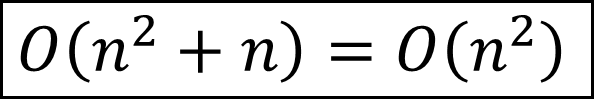 O(n² + n) = O(n²)